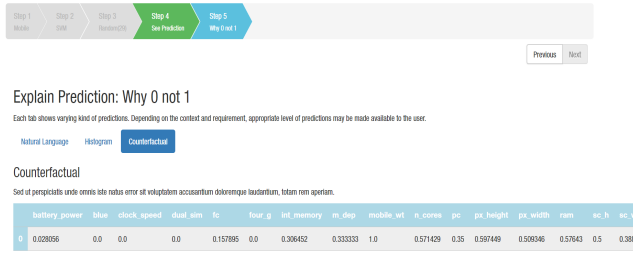 Step 1
Mobile
Step 2
SVM
Step 3
Random(20)
Step 4
See Prediction
Step 5
Why 0 not 1
Previous
Next
Explain Prediction: Why 0 not 1
Each tab shows varying kind of predictions. Depending on the context and requirement, appropriate level of predictions may be made available to the user.
Natural Language
Histogram
Counterfactual
Counterfactual
Sed ut perspiciatis unde omnis iste natus error sit voluptatem accusantium doloremque laudantium, totam rem aperiam.
battery_power blue clock_speed dual_sim fc four_g int_memory m_dep mobile_wt n_cores pc px_height px_width ram sc_h
0 0.028056 0.0 0.0 0.0 0.157895 0.0 0.306452 0.333333 1.0 0.571429 0.35 0.597449 0.509346 0.57643 0.5